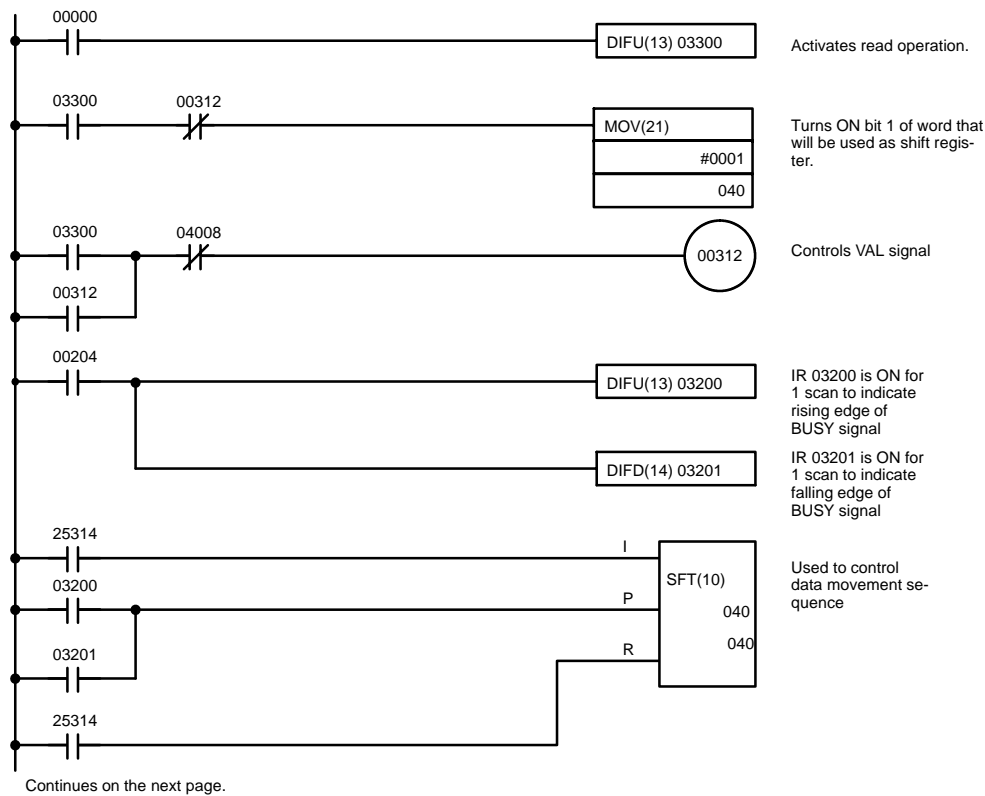 00000
DIFU(13) 03300
Activates read operation.
03300
00312
MOV(21)
#0001
040
Turns ON bit 1 of word that
will be used as shift regis-
ter.
03300
04008
00312
Controls VAL signal
00312
00204
DIFU(13) 03200
IR 03200 is ON for
1 scan to indicate
rising edge of
BUSY signal
DIFD(14) 03201
IR 03201 is ON for
1 scan to indicate
falling edge of
BUSY signal
25314
I
SFT(10)
040
040
Used to control
data movement se-
quence
03200
P
03201
R
25314
Continues on the next page.